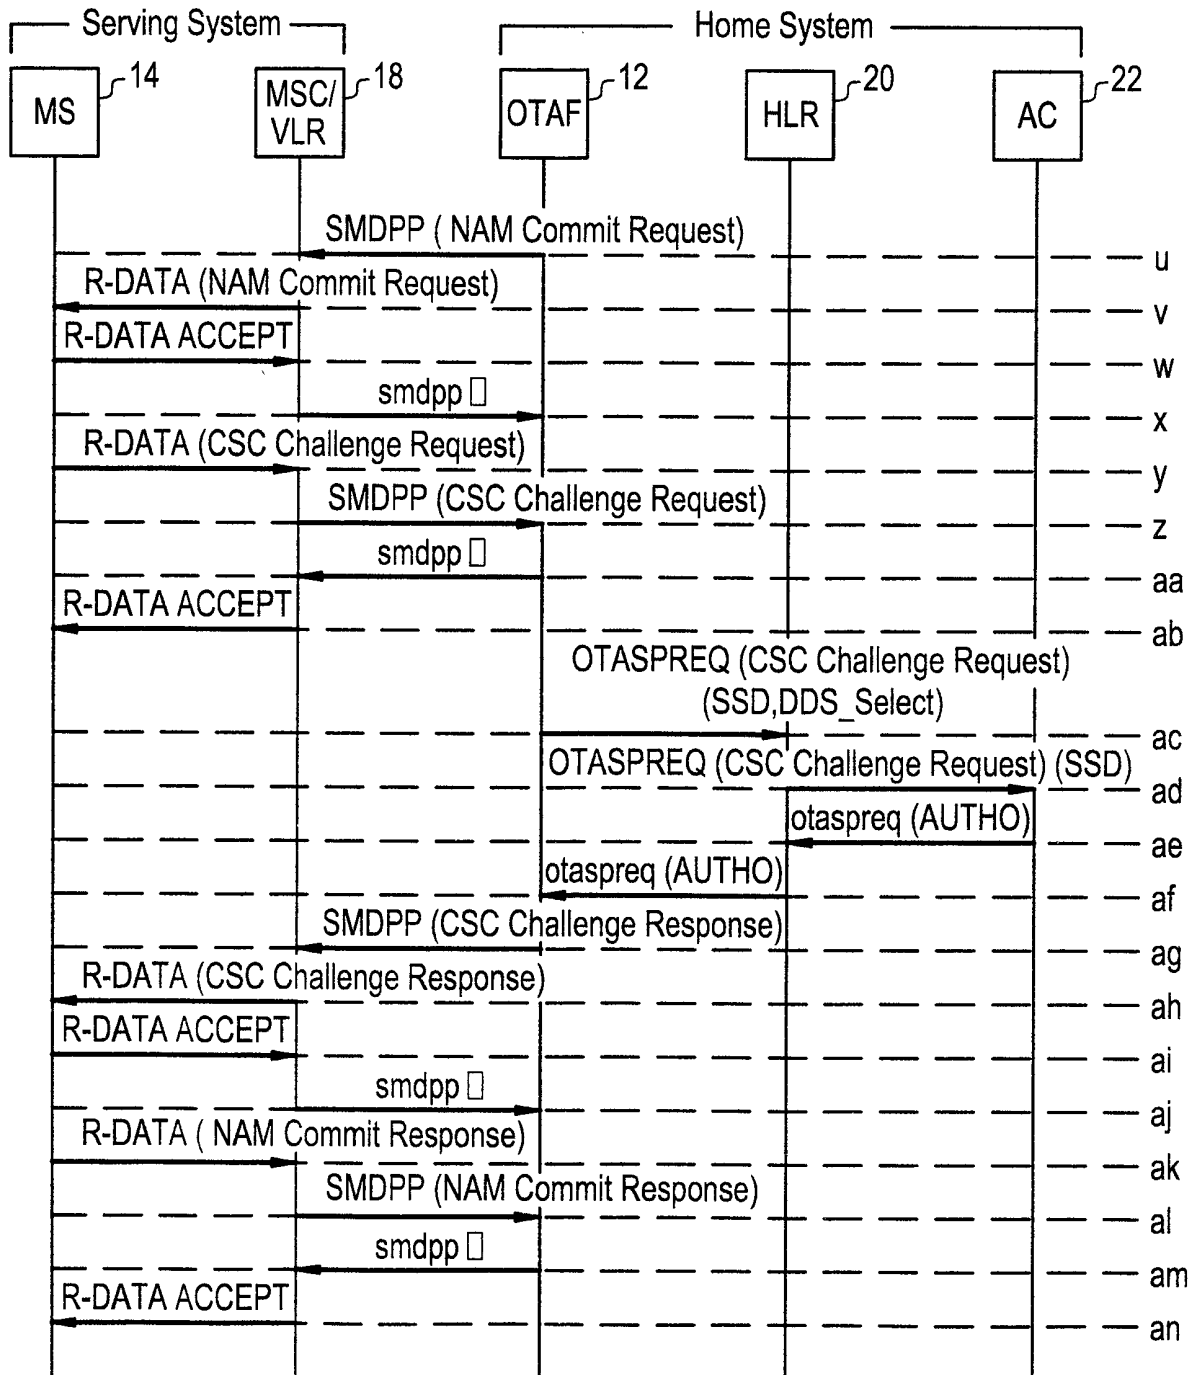 Serving System
Home System
14
18
12
20
22
MS
MSC/
VLR
OTAF
HLR
AC
SMDPP ( NAM Commit Request)
u
R-DATA (NAM Commit Request)
v
R-DATA ACCEPT
w
smdpp []
x
R-DATA (CSC Challenge Request)
y
SMDPP (CSC Challenge Request)
z
smdpp []
aa
R-DATA ACCEPT
ab
OTASPREQ (CSC Challenge Request)
(SSD,DDS_Select)
ac
OTASPREQ (CSC Challenge Request) (SSD)
ad
otaspreq (AUTHO)
ae
otaspreq (AUTHO)
af
SMDPP (CSC Challenge Response)
ag
R-DATA (CSC Challenge Response)
ah
R-DATA ACCEPT
ai
smdpp []
aj
R-DATA ( NAM Commit Response)
ak
SMDPP (NAM Commit Response)
al
smdpp []
am
R-DATA ACCEPT
an